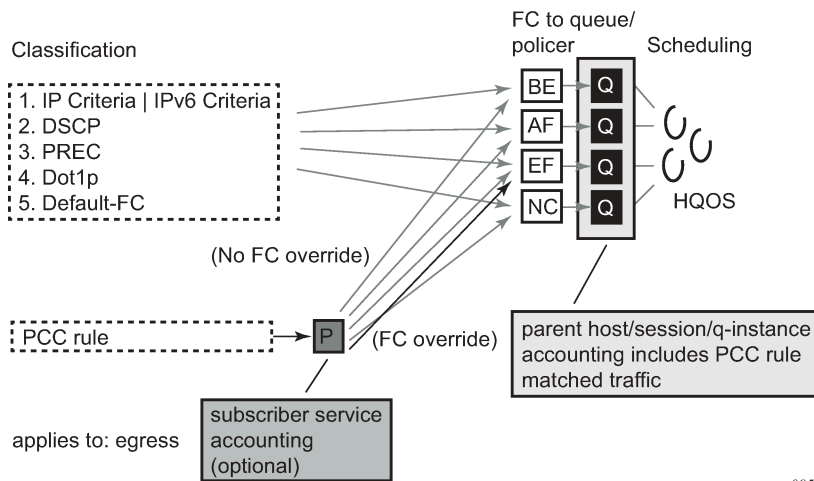 Classification
FC to queue/
policer
Scheduling
1. IP Criteria | IPv6 Criteria
2. DSCP
3. PREC
4. Dot1p
5. Default-FC
BE
Q
AF
Q
EF
Q
NC
Q
HQOS
(No FC override)
PCC rule
P
(FC override)
parent host/session/q-instance
accounting includes PCC rule
matched traffic
applies to: egress
subscriber service
accounting
(optional)